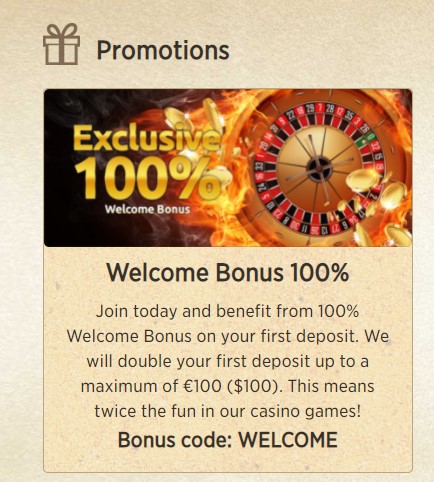 Promotions
Exclusive
100%
Welcome Bonus
Welcome Bonus 100%
Join today and benefit from 100%
Welcome Bonus on your first deposit. We
will double your first deposit up to a
maximum of €100 ($100). This means
twice the fun in our casino games!
Bonus code: WELCOME